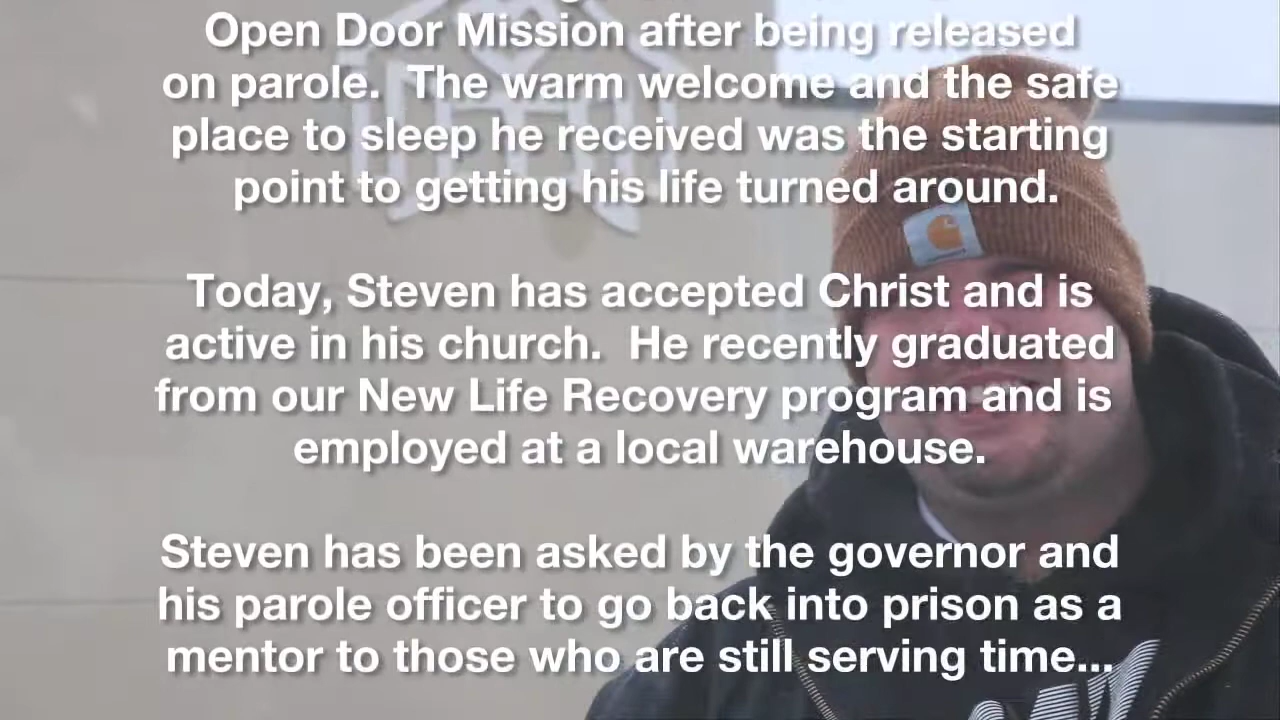 Open Door Mission after being released
on parole.  The warm welcome and the safe
place to sleep he received was the starting
point to getting his life turned around.
Today, Steven has accepted Christ and is
active in his church.  He recently graduated
from our New Life Recovery program and is
employed at a local warehouse.
Steven has been asked by the governor and
his parole officer to go back into prison as a
mentor to those who are still serving time...